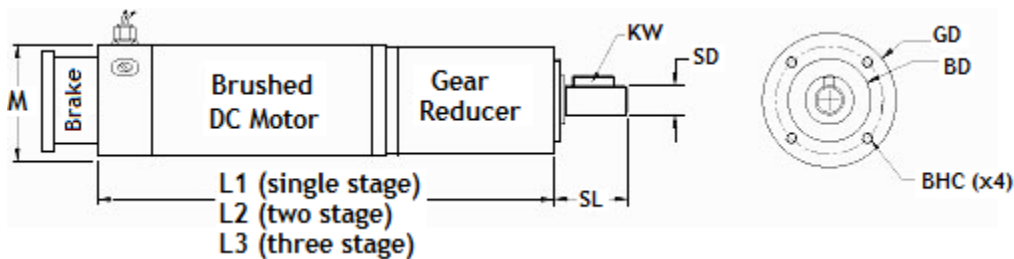 KW
SD
GD
BD
M
Brake
Brushed
DC Motor
Gear
Reducer
BHC (x4)
L1 (single stage)
L2 (two stage)
L3 (three stage)
SL